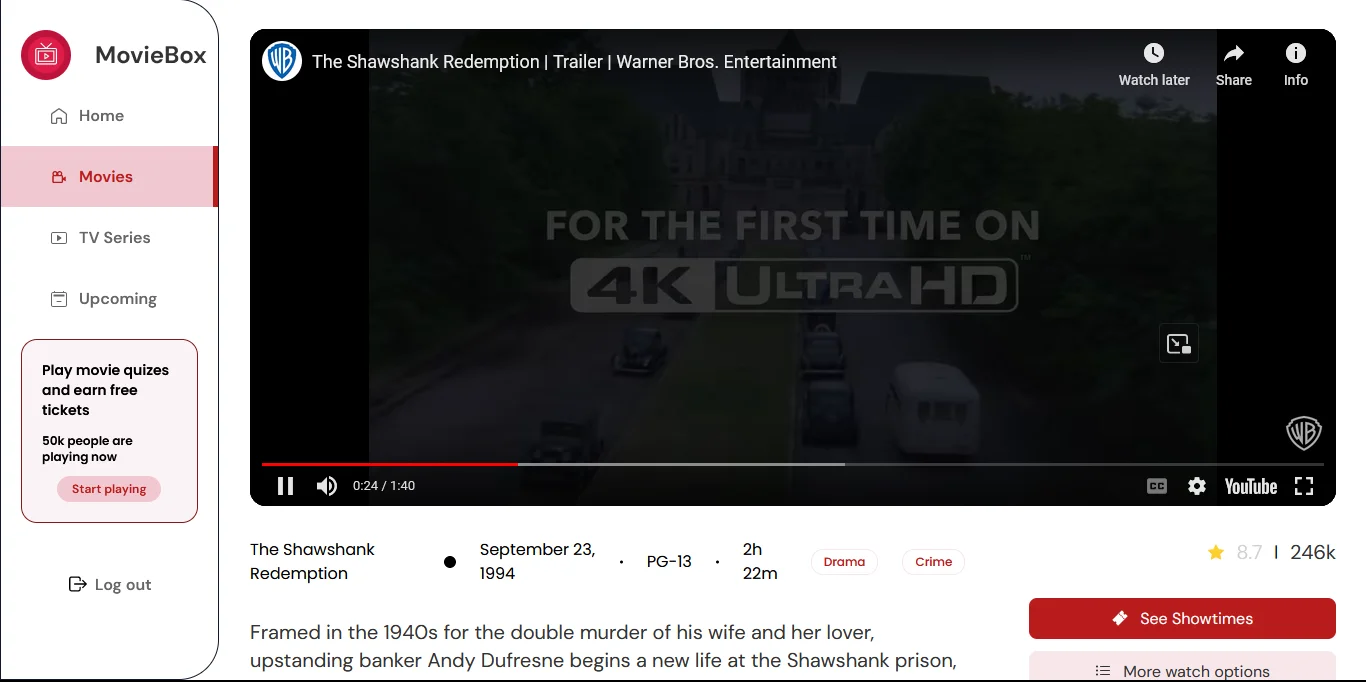 MovieBox
Home
Movies
TV Series
Upcoming
Play movie quizes
and earn free
tickets
50k people are
playing now
Start playing
Log out
WB
The Shawshank Redemption | Trailer | Warner Bros. Entertainment
Watch later
Share
Info
FOR THE FIRST TIME ON
4K ULTRAHD™
WB
0:24 / 1:40
CC
YouTube
The Shawshank
Redemption
●
September 23,
1994
·
PG-13
·
2h
22m
Drama
Crime
8.7 | 246k
Framed in the 1940s for the double murder of his wife and her lover,
upstanding banker Andy Dufresne begins a new life at the Shawshank prison,
See Showtimes
More watch options